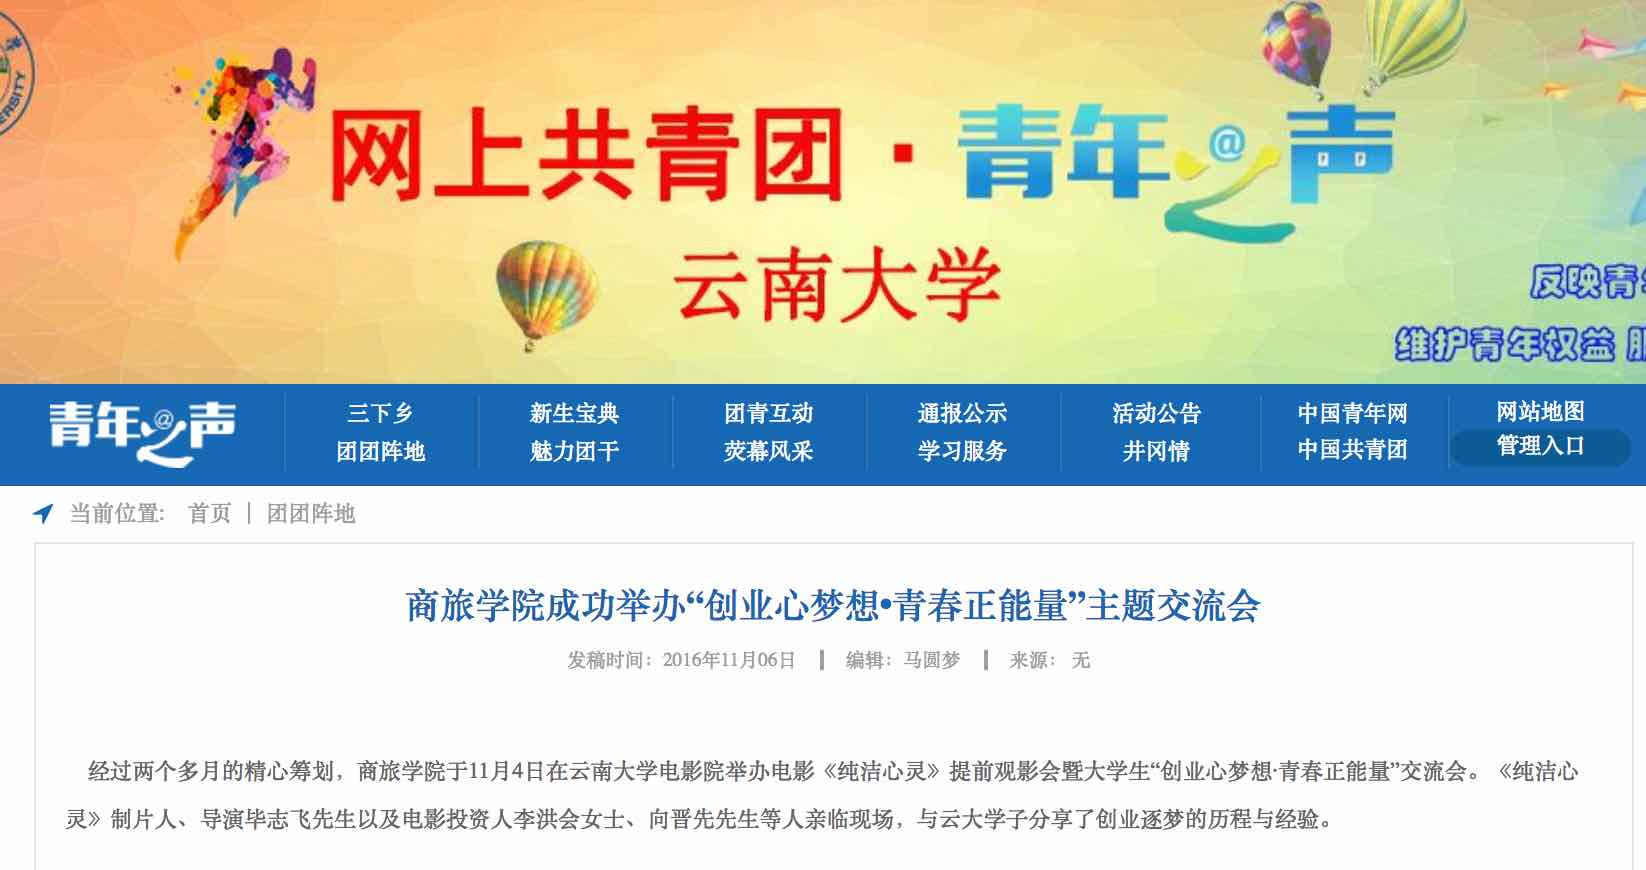 ERSITY
网上共青团·青年之声
云南大学
反映青年
维护青年权益 服
青年之声
三下乡 新生宝典 团青互动 通报公示 活动公告 中国青年网 网站地图
团团阵地 魅力团干 荧幕风采 学习服务 井冈情 中国共青团 管理入口
当前位置: 首页 | 团团阵地
商旅学院成功举办“创业心梦想•青春正能量”主题交流会
发稿时间：2016年11月06日 | 编辑：马圆梦 | 来源： 无
经过两个多月的精心筹划，商旅学院于11月4日在云南大学电影院举办电影《纯洁心灵》提前观影会暨大学生“创业心梦想·青春正能量”交流会。《纯洁心
灵》制片人、导演毕志飞先生以及电影投资人李洪会女士、向晋先先生等人亲临现场，与云大学子分享了创业逐梦的历程与经验。